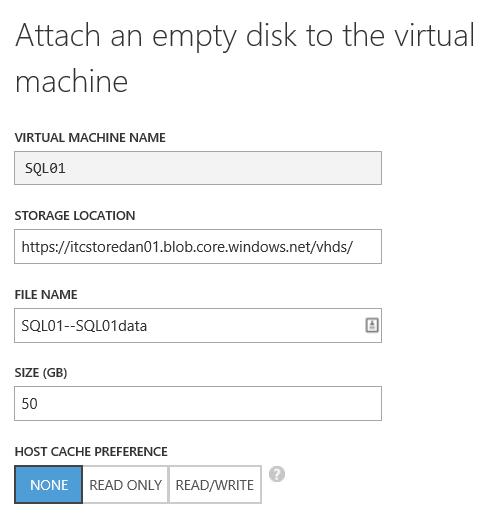 Attach an empty disk to the virtual
machine
VIRTUAL MACHINE NAME
SQL01
STORAGE LOCATION
https://itcstoredan01.blob.core.windows.net/vhds/
FILE NAME
SQL01--SQL01data
SIZE (GB)
50
HOST CACHE PREFERENCE
NONE READ ONLY READ/WRITE ?